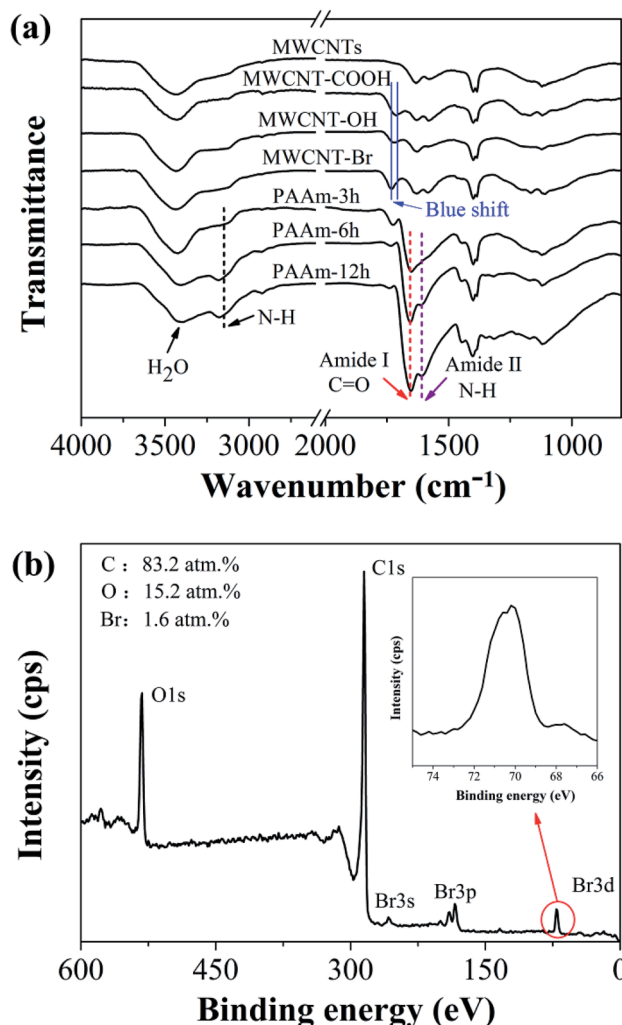 (a)
MWCNTs
MWCNT-COOH
MWCNT-OH
MWCNT-Br
Blue shift
PAAm-3h
PAAm-6h
PAAm-12h
N-H
H₂O
Amide I
C=O
Amide II
N-H
Transmittance
4000 3500 3000 2500 2000 1500 1000
Wavenumber (cm⁻¹)
(b)
C : 83.2 atm.%
O : 15.2 atm.%
Br: 1.6 atm.%
O1s
C1s
Br3s
Br3p
Br3d
Intensity (cps)
74 72 70 68 66
Binding energy (eV)
Intensity (cps)
600 450 300 150 0
Binding energy (eV)